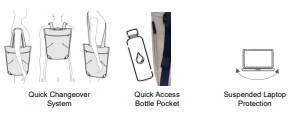 Quick Changeover
System
Quick Access
Bottle Pocket
Suspended Laptop
Protection